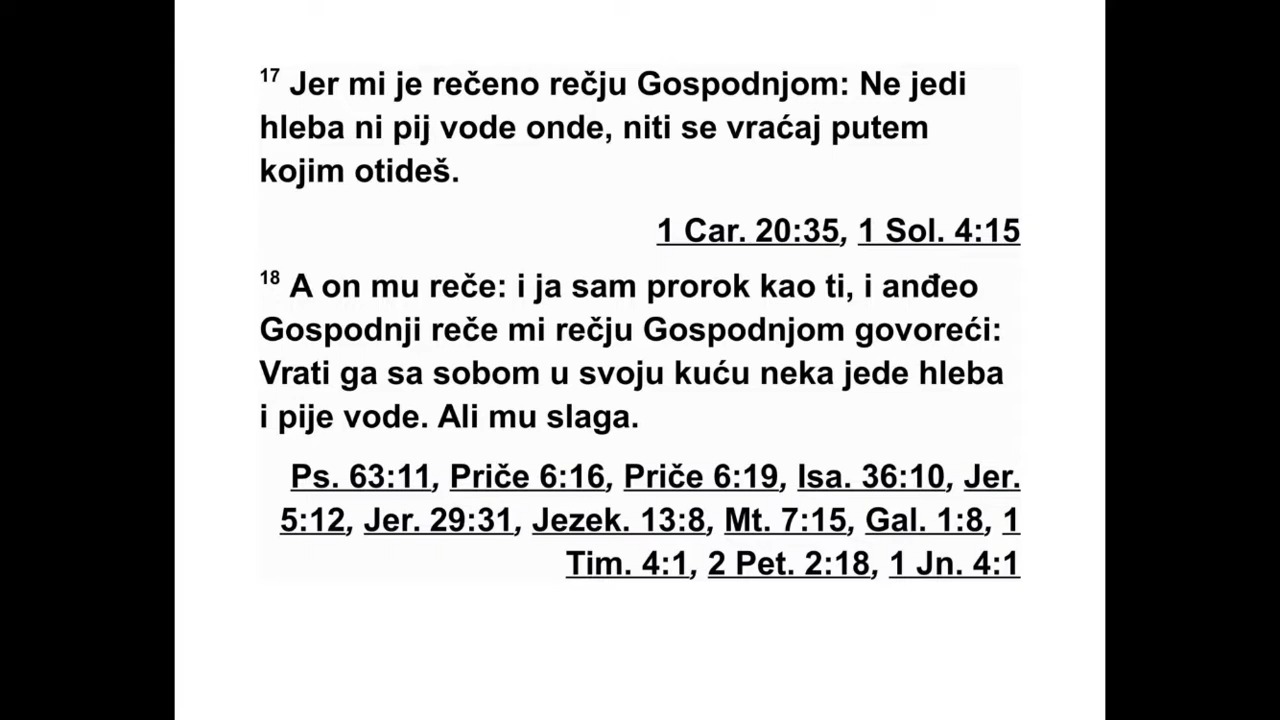 17 Jer mi je rečeno rečju Gospodnjom: Ne jedi
hleba ni pij vode onde, niti se vraćaj putem
kojim otideš.
1 Car. 20:35, 1 Sol. 4:15
18 A on mu reče: i ja sam prorok kao ti, i anđeo
Gospodnji reče mi rečju Gospodnjom govoreći:
Vrati ga sa sobom u svoju kuću neka jede hleba
i pije vode. Ali mu slaga.
Ps. 63:11, Priče 6:16, Priče 6:19, Isa. 36:10, Jer.
5:12, Jer. 29:31, Jezek. 13:8, Mt. 7:15, Gal. 1:8, 1
Tim. 4:1, 2 Pet. 2:18, 1 Jn. 4:1